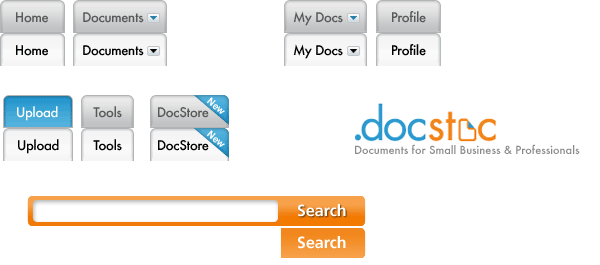 Home Documents My Docs Profile
Home Documents My Docs Profile
Upload Tools DocStore New
Upload Tools DocStore New
.docstoc
Documents for Small Business & Professionals
Search
Search